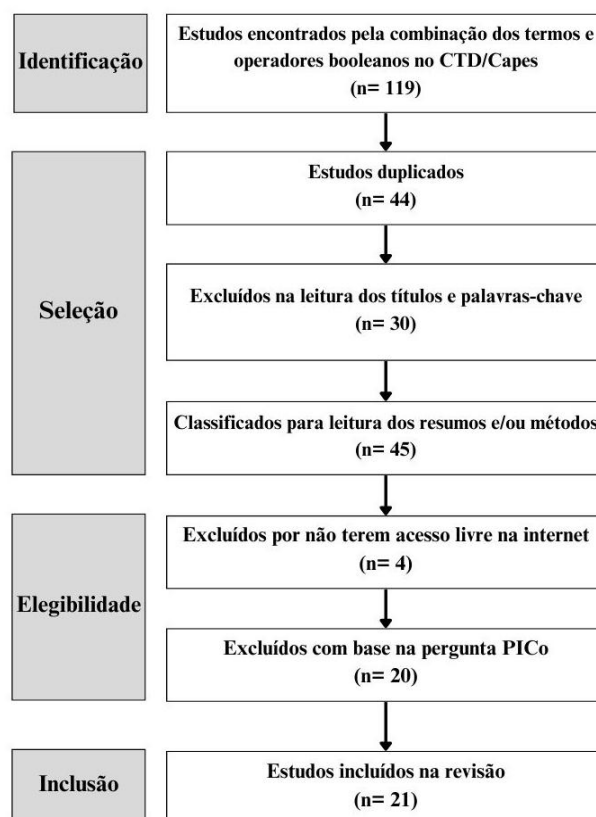 Identificação
Estudos encontrados pela combinação dos termos e
operadores booleanos no CTD/Capes
(n= 119)
Seleção
Estudos duplicados
(n= 44)
Excluídos na leitura dos títulos e palavras-chave
(n= 30)
Classificados para leitura dos resumos e/ou métodos
(n= 45)
Elegibilidade
Excluídos por não terem acesso livre na internet
(n= 4)
Excluídos com base na pergunta PICo
(n= 20)
Inclusão
Estudos incluídos na revisão
(n= 21)